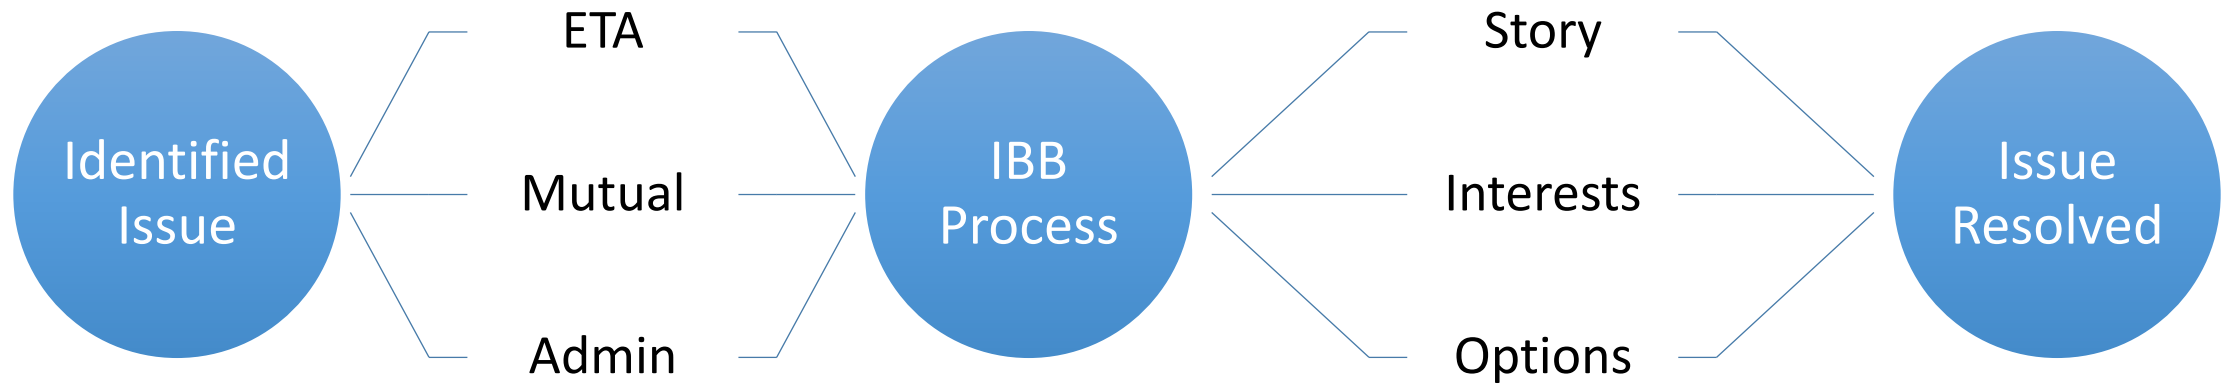 Identified
Issue
ETA
Mutual
Admin
IBB
Process
Story
Interests
Options
Issue
Resolved